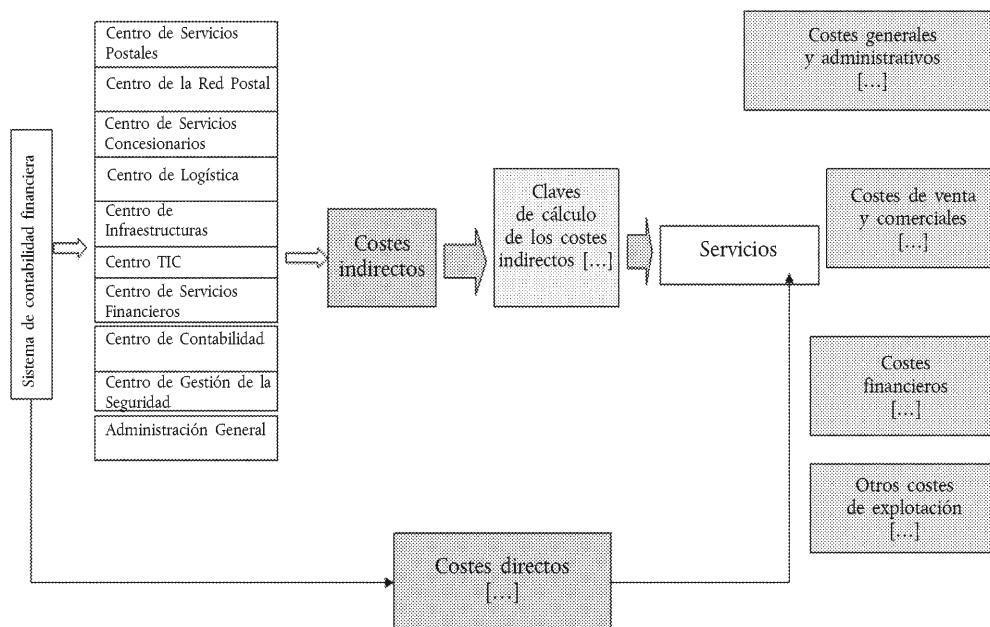 Sistema de contabilidad financiera
Centro de Servicios
Postales
Centro de la Red Postal
Centro de Servicios
Concesionarios
Centro de Logística
Centro de
Infraestructuras
Centro TIC
Centro de Servicios
Financieros
Centro de Contabilidad
Centro de Gestión de la
Seguridad
Administración General
Costes
indirectos
Claves
de cálculo
de los costes
indirectos […]
Servicios
Costes directos
[…]
Costes generales
y administrativos
[…]
Costes de venta
y comerciales
[…]
Costes
financieros
[…]
Otros costes
de explotación
[…]